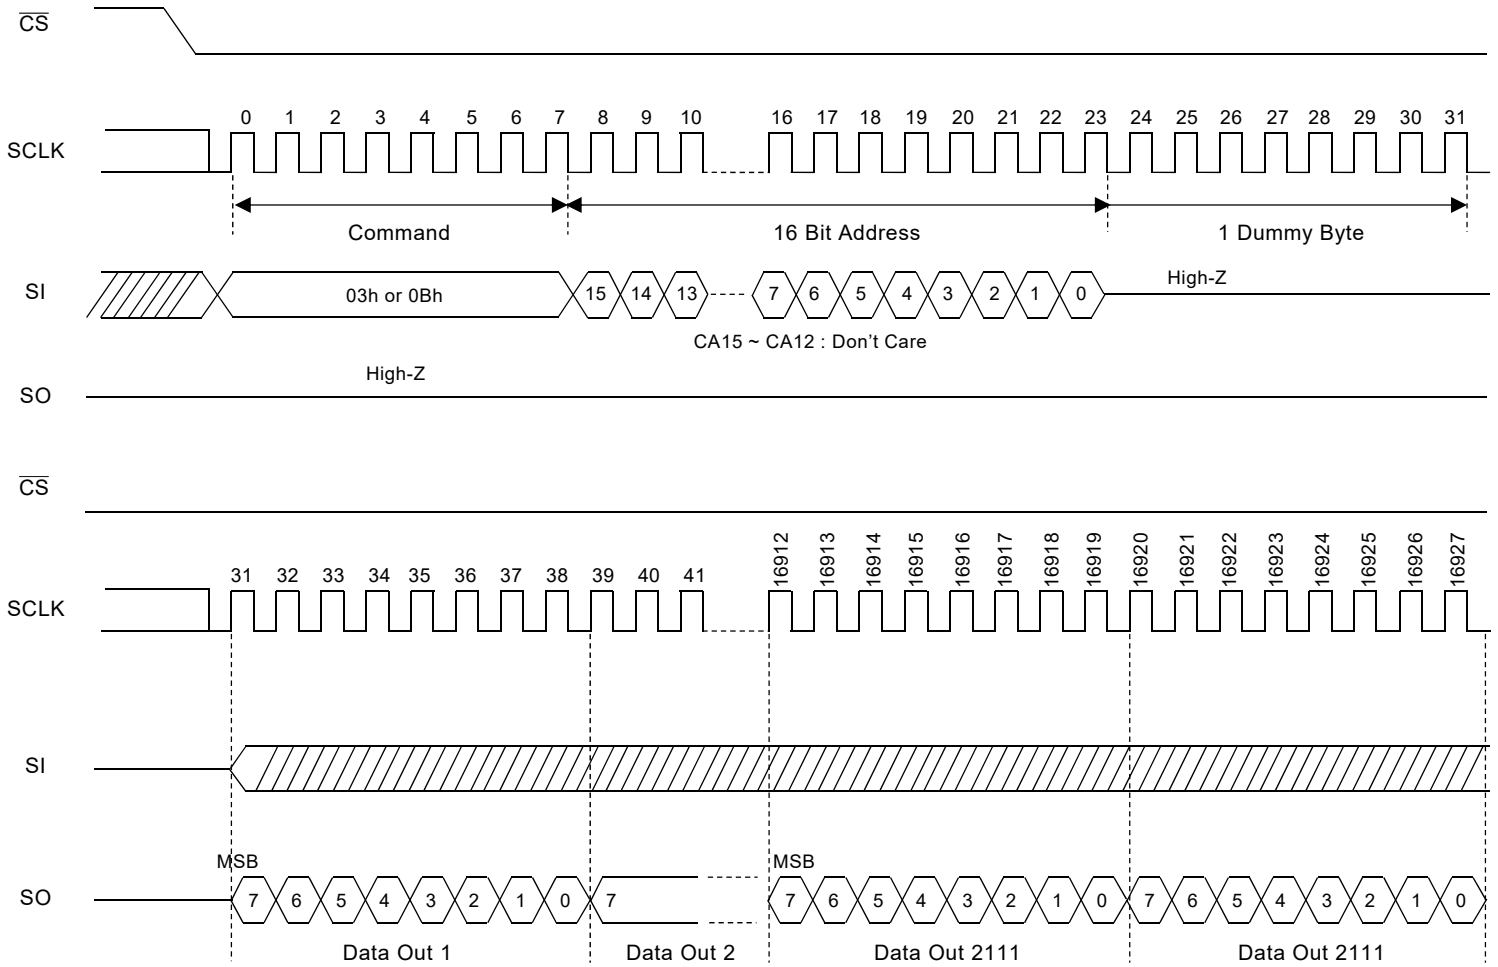 CS
0 1 2 3 4 5 6 7 8 9 10 16 17 18 19 20 21 22 23 24 25 26 27 28 29 30 31
SCLK
Command 16 Bit Address 1 Dummy Byte
SI 03h or 0Bh 15 14 13 7 6 5 4 3 2 1 0 High-Z
CA15 ~ CA12 : Don't Care
High-Z
SO
CS
31 32 33 34 35 36 37 38 39 40 41 16912 16913 16914 16915 16916 16917 16918 16919 16920 16921 16922 16923 16924 16925 16926 16927
SCLK
SI
MSB MSB
SO 7 6 5 4 3 2 1 0 7 7 6 5 4 3 2 1 0 7 6 5 4 3 2 1 0
Data Out 1 Data Out 2 Data Out 2111 Data Out 2111